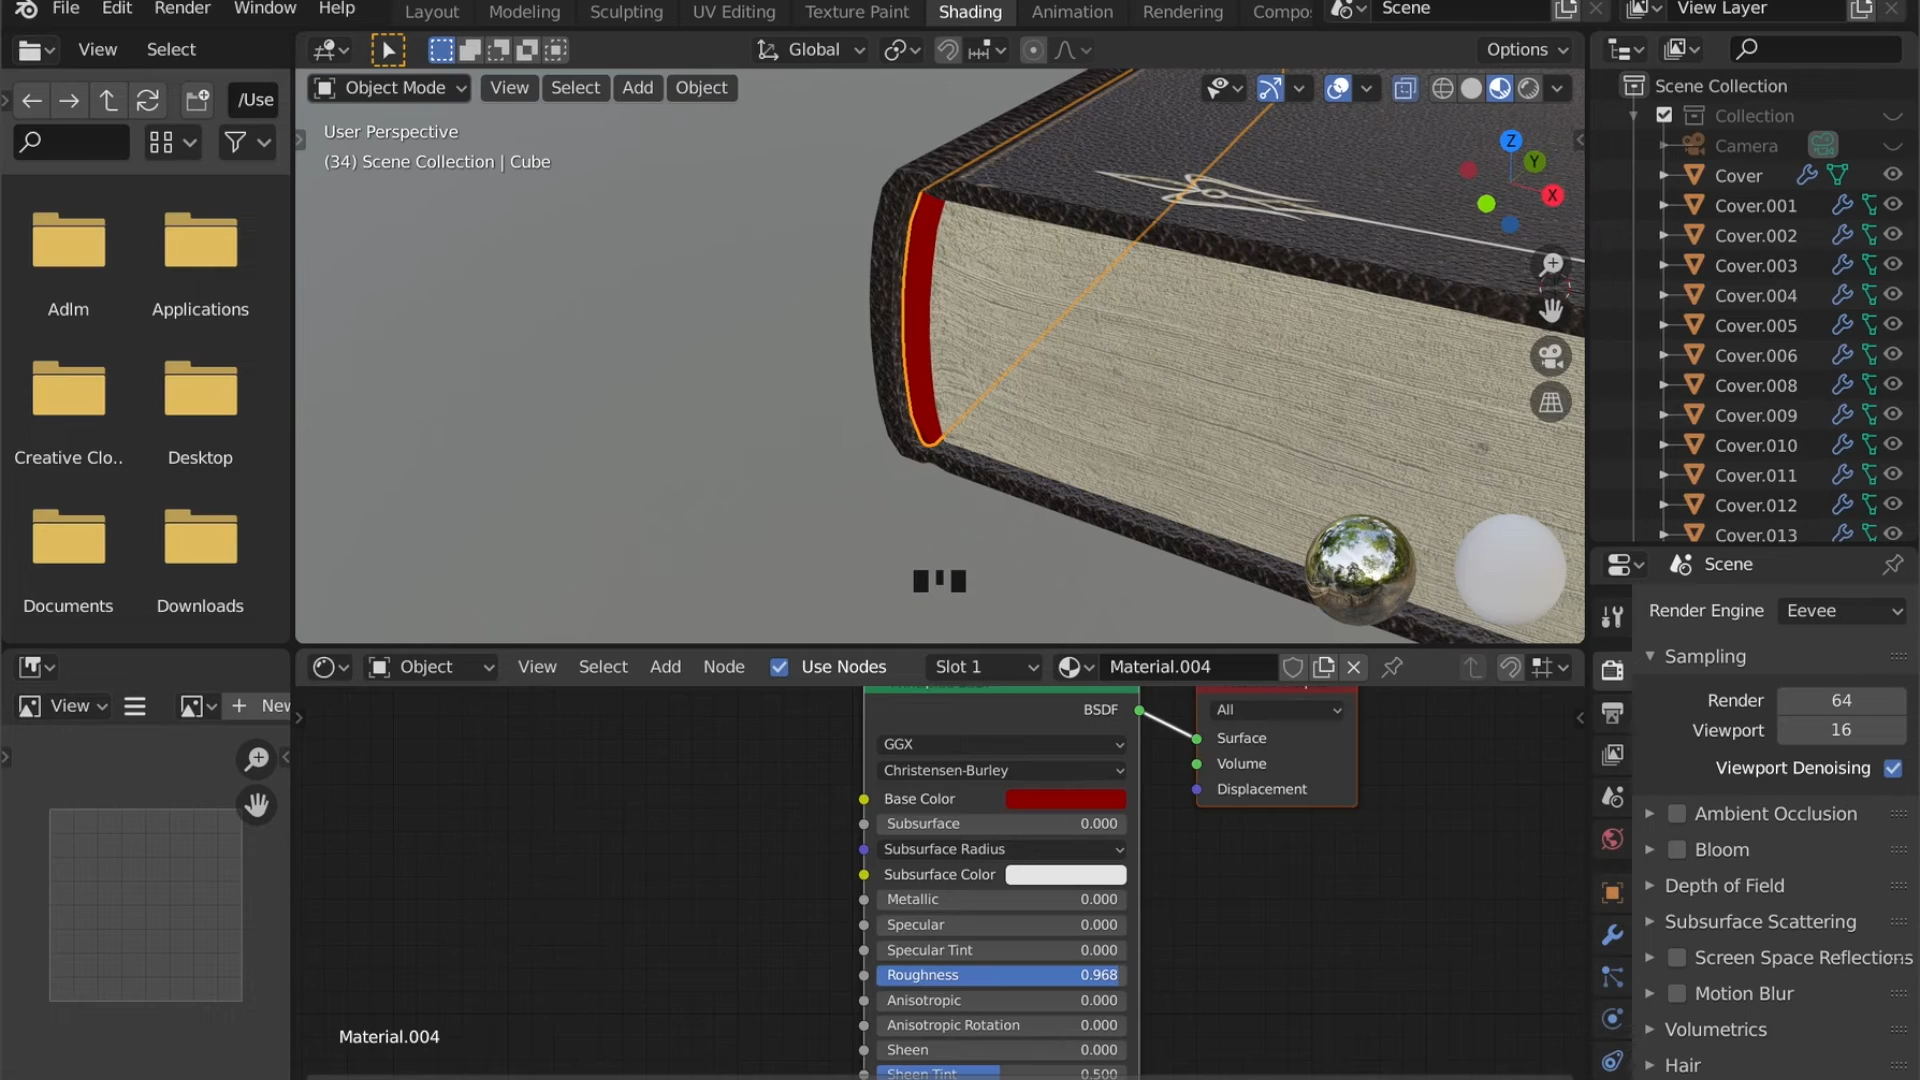 File Edit Render Window Help
Layout Modeling Sculpting UV Editing Texture Paint Shading Animation Rendering Compo
Scene
View Layer
View Select
Global
Options
/Use
Object Mode View Select Add Object
User Perspective
(34) Scene Collection | Cube
Z
Y
X
Adlm Applications
Creative Clo.. Desktop
Documents Downloads
Scene Collection
Collection
Camera
Cover
Cover.001
Cover.002
Cover.003
Cover.004
Cover.005
Cover.006
Cover.008
Cover.009
Cover.010
Cover.011
Cover.012
Cover.013
Scene
Render Engine Eevee
Sampling
Render 64
Viewport 16
Viewport Denoising
Ambient Occlusion
Bloom
Depth of Field
Subsurface Scattering
Screen Space Reflections
Motion Blur
Volumetrics
Hair
View
New
Object View Select Add Node Use Nodes Slot 1 Material.004
BSDF
GGX
Christensen-Burley
Base Color
Subsurface 0.000
Subsurface Radius
Subsurface Color
Metallic 0.000
Specular 0.000
Specular Tint 0.000
Roughness 0.968
Anisotropic 0.000
Anisotropic Rotation 0.000
Sheen 0.000
Sheen Tint 0.500
All
Surface
Volume
Displacement
Material.004